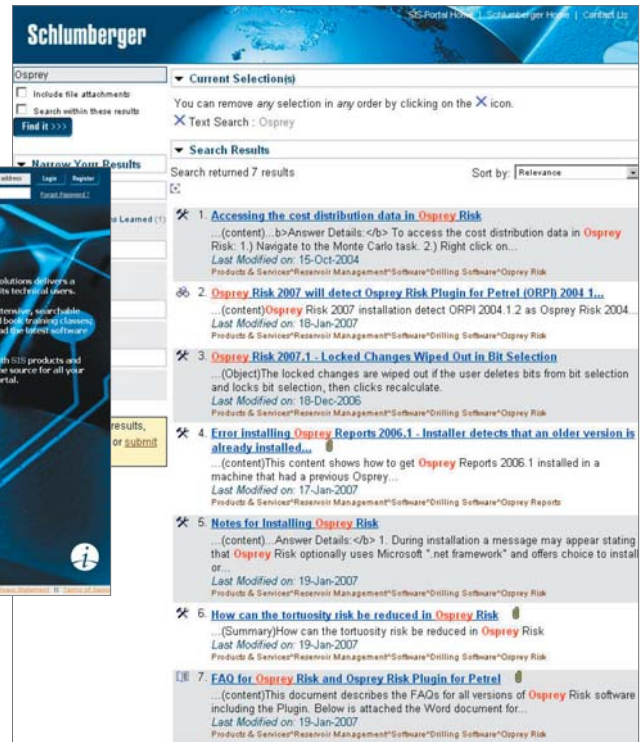 SIS-Portal Home | Schlumberger Home | Contact Us
Schlumberger
Osprey
Include file attachments
Search within these results
Find it >>>
Narrow Your Results
address
Login
Register
Forgot Password?
ns Learned (1)
olutions delivers a
its technical users.
tensive, searchable
d book training classes;
ad the latest software
th SIS products and
ne source for all your
rtal.
results,
or submit
i
Current Selection(s)
You can remove any selection in any order by clicking on the X icon.
X Text Search : Osprey
Search Results
Search returned 7 results
Sort by: Relevance
1. Accessing the cost distribution data in Osprey Risk
...(content)...b>Answer Details:</b> To access the cost distribution data in Osprey
Risk: 1.) Navigate to the Monte Carlo task. 2.) Right click on...
Last Modified on: 15-Oct-2004
Products & Services^Reservoir Management^Software^Drilling Software^Osprey Risk
2. Osprey Risk 2007 will detect Osprey Risk Plugin for Petrel (ORPI) 2004 1...
...(content)Osprey Risk 2007 installation detect ORPI 2004.1.2 as Osprey Risk 2004...
Last Modified on: 18-Jan-2007
Products & Services^Reservoir Management^Software^Drilling Software^Osprey Risk
3. Osprey Risk 2007.1 - Locked Changes Wiped Out in Bit Selection
...(Object)The locked changes are wiped out if the user deletes bits from bit selection
and locks bit selection, then clicks recalculate.
Last Modified on: 18-Dec-2006
Products & Services^Reservoir Management^Software^Drilling Software^Osprey Risk
4. Error installing Osprey Reports 2006.1 - Installer detects that an older version is
already installed...
...(content)This content shows how to get Osprey Reports 2006.1 installed in a
machine that had a previous Osprey...
Last Modified on: 17-Jan-2007
Products & Services^Reservoir Management^Software^Drilling Software^Osprey Reports
5. Notes for Installing Osprey Risk
...(content)...Answer Details:</b> 1. During installation a message may appear stating
that Osprey Risk optionally uses Microsoft ".net framework" and offers choice to install
or...
Last Modified on: 19-Jan-2007
Products & Services^Reservoir Management^Software^Drilling Software^Osprey Risk
6. How can the tortuosity risk be reduced in Osprey Risk
...(Summary)How can the tortuosity risk be reduced in Osprey Risk
Last Modified on: 19-Jan-2007
Products & Services^Reservoir Management^Software^Drilling Software^Osprey Risk
7. FAQ for Osprey Risk and Osprey Risk Plugin for Petrel
...(content)This document describes the FAQs for all versions of Osprey Risk software
including the Plugin. Below is attached the Word document for...
Last Modified on: 19-Jan-2007
Products & Services^Reservoir Management^Software^Drilling Software^Osprey Risk